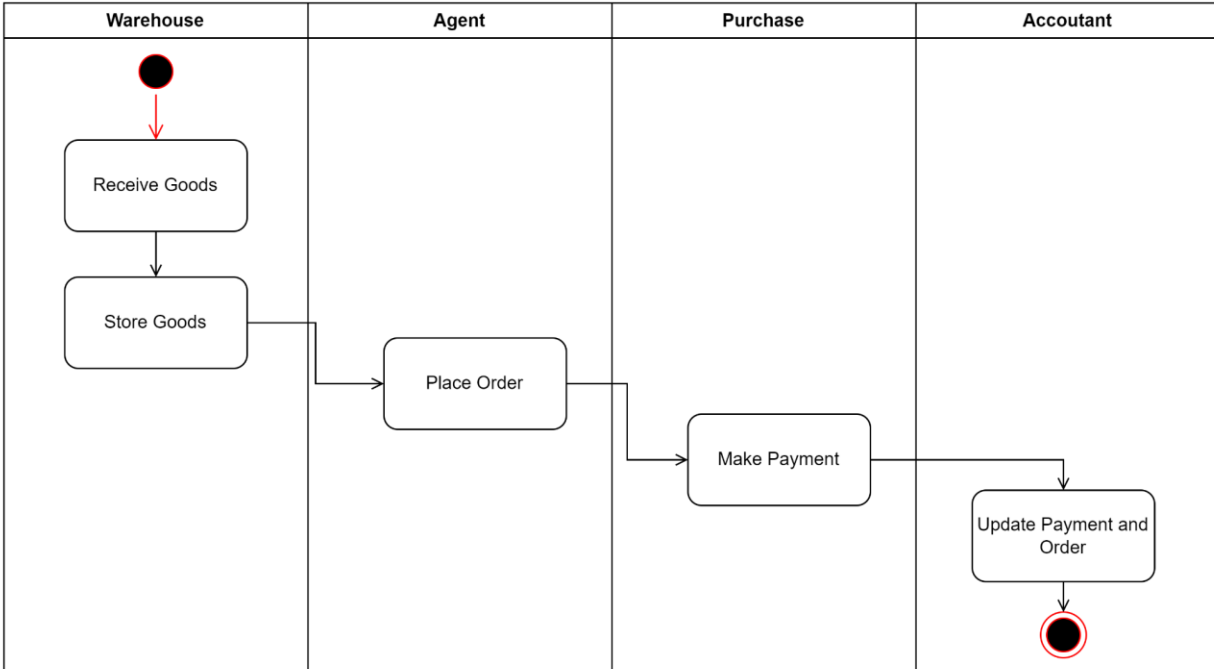 Warehouse
Agent
Purchase
Accoutant
Receive Goods
Store Goods
Place Order
Make Payment
Update Payment and
Order